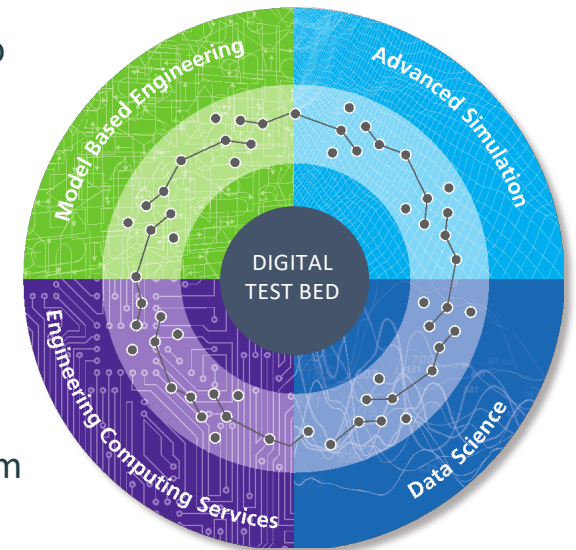 o
Model Based Engineering
Advanced Simulation
DIGITAL
TEST BED
Engineering Computing Services
Data Science
m